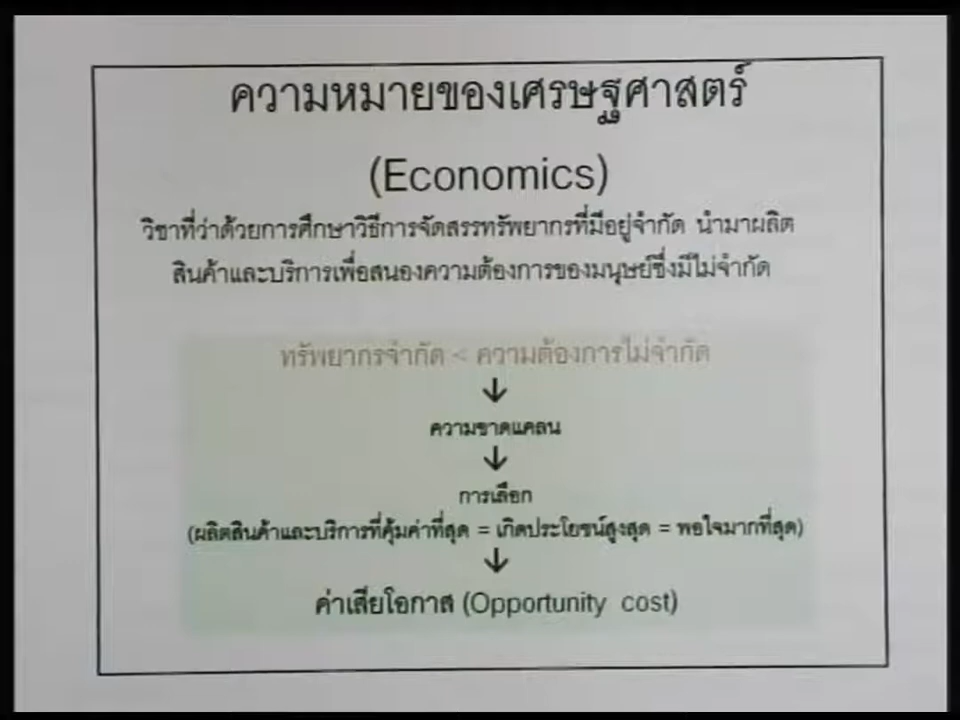 ความหมายของเศรษฐศาสตร์
(Economics)
วิชาที่ว่าด้วยการศึกษาวิธีการจัดสรรทรัพยากรที่มีอยู่จำกัด นำมาผลิต
สินค้าและบริการเพื่อสนองความต้องการของมนุษย์ซึ่งมีไม่จำกัด
ทรัพยากรจำกัด < ความต้องการไม่จำกัด
↓
ความขาดแคลน
↓
การเลือก
(ผลิตสินค้าและบริการที่คุ้มค่าที่สุด = เกิดประโยชน์สูงสุด = พอใจมากที่สุด)
↓
ค่าเสียโอกาส (Opportunity cost)